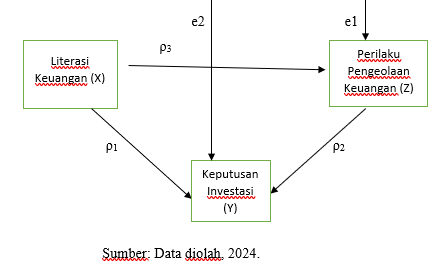 e2
e1
ρ3
Literasi
Keuangan (X)
Perilaku
Pengeolaan
Keuangan (Z)
ρ1
ρ2
Keputusan
Investasi
(Y)
Sumber: Data diolah, 2024.